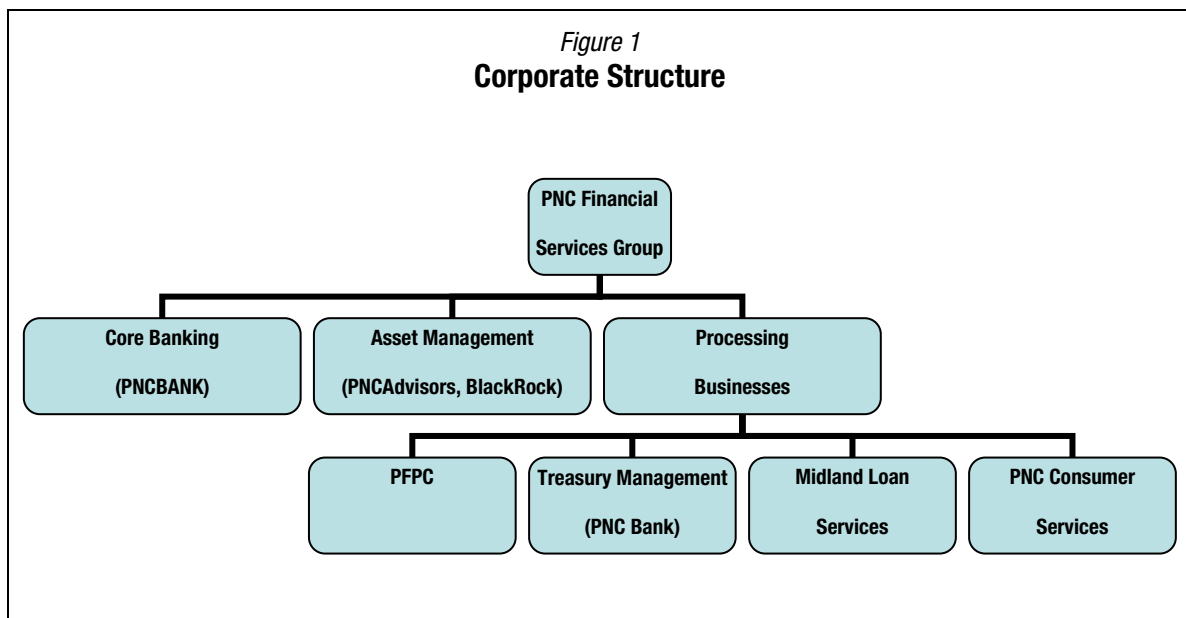 Figure 1
Corporate Structure
PNC Financial
Services Group
Core Banking
(PNCBANK)
Asset Management
(PNCAdvisors, BlackRock)
Processing
Businesses
PFPC
Treasury Management
(PNC Bank)
Midland Loan
Services
PNC Consumer
Services